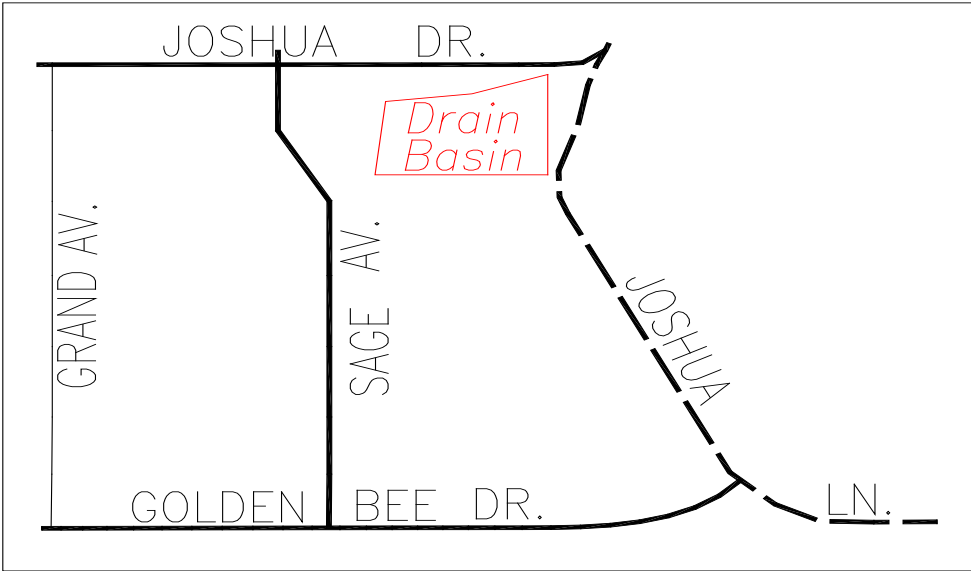 JOSHUA DR.
Drain
Basin
GRAND AV.
SAGE AV.
JOSHUA
LN.
GOLDEN BEE DR.